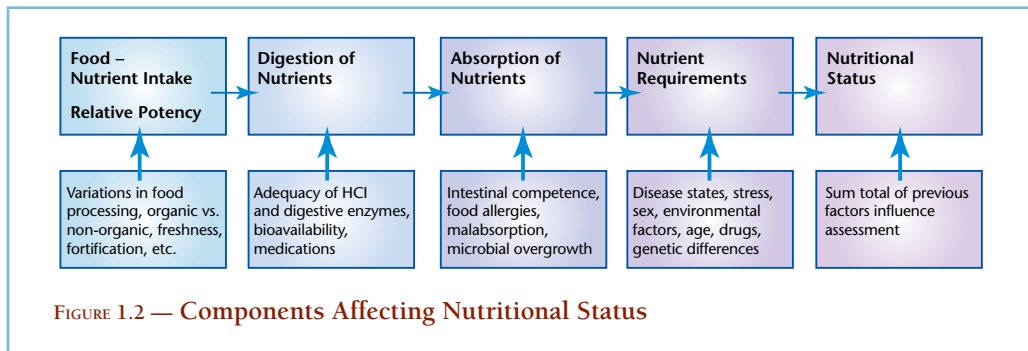 Food –
Nutrient Intake
Relative Potency
Digestion of
Nutrients
Absorption of
Nutrients
Nutrient
Requirements
Nutritional
Status
Variations in food
processing, organic vs.
non-organic, freshness,
fortification, etc.
Adequacy of HCI
and digestive enzymes,
bioavailability,
medications
Intestinal competence,
food allergies,
malabsorption,
microbial overgrowth
Disease states, stress,
sex, environmental
factors, age, drugs,
genetic differences
Sum total of previous
factors influence
assessment
FIGURE 1.2 — Components Affecting Nutritional Status